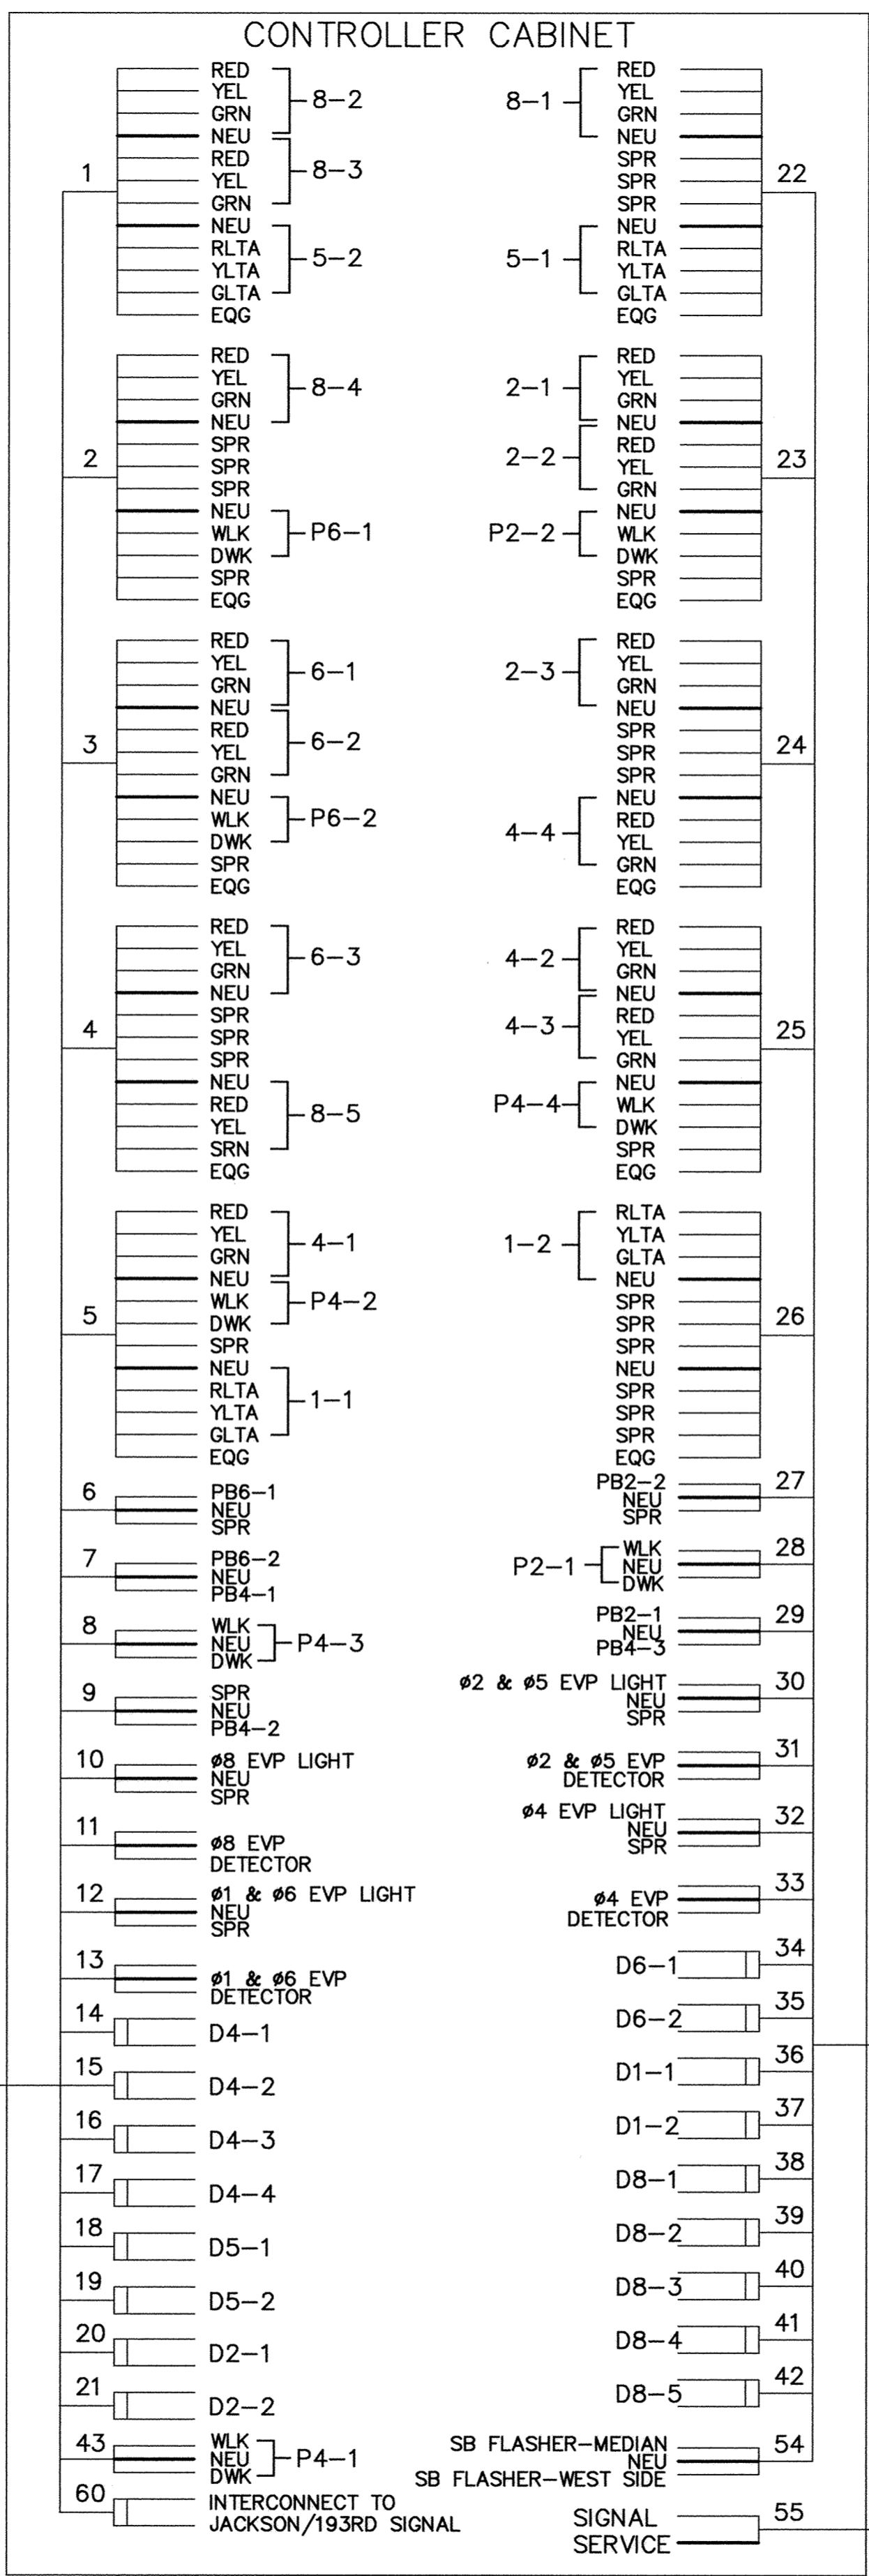 CONTROLLER CABINET
1
RED
YEL
GRN
NEU
RED
YEL
GRN
NEU
RLTA
YLTA
GLTA
EQG
8-2
8-3
5-2
2
RED
YEL
GRN
NEU
SPR
SPR
SPR
NEU
WLK
DWK
SPR
EQG
8-4
P6-1
3
RED
YEL
GRN
NEU
RED
YEL
GRN
NEU
WLK
DWK
SPR
EQG
6-1
6-2
P6-2
4
RED
YEL
GRN
NEU
SPR
SPR
SPR
NEU
RED
YEL
SRN
EQG
6-3
8-5
5
RED
YEL
GRN
NEU
WLK
DWK
SPR
NEU
RLTA
YLTA
GLTA
EQG
4-1
P4-2
1-1
6
PB6-1
NEU
SPR
7
PB6-2
NEU
PB4-1
8
WLK
NEU
DWK
P4-3
9
SPR
NEU
PB4-2
10
ø8 EVP LIGHT
NEU
SPR
11
ø8 EVP
DETECTOR
12
ø1 & ø6 EVP LIGHT
NEU
SPR
13
ø1 & ø6 EVP
DETECTOR
14
D4-1
15
D4-2
16
D4-3
17
D4-4
18
D5-1
19
D5-2
20
D2-1
21
D2-2
43
WLK
NEU
DWK
P4-1
60
INTERCONNECT TO
JACKSON/193RD SIGNAL
8-1
5-1
RED
YEL
GRN
NEU
SPR
SPR
SPR
NEU
RLTA
YLTA
GLTA
EQG
22
2-1
2-2
P2-2
RED
YEL
GRN
NEU
RED
YEL
GRN
NEU
WLK
DWK
SPR
EQG
23
2-3
4-4
RED
YEL
GRN
NEU
SPR
SPR
SPR
NEU
RED
YEL
GRN
EQG
24
4-2
4-3
P4-4
RED
YEL
GRN
NEU
RED
YEL
GRN
NEU
WLK
DWK
SPR
EQG
25
1-2
RLTA
YLTA
GLTA
NEU
SPR
SPR
SPR
NEU
SPR
SPR
SPR
EQG
26
PB2-2
NEU
SPR
27
P2-1
WLK
NEU
DWK
28
PB2-1
NEU
PB4-3
29
ø2 & ø5 EVP LIGHT
NEU
SPR
30
ø2 & ø5 EVP
DETECTOR
31
ø4 EVP LIGHT
NEU
SPR
32
ø4 EVP
DETECTOR
33
D6-1
34
D6-2
35
D1-1
36
D1-2
37
D8-1
38
D8-2
39
D8-3
40
D8-4
41
D8-5
42
SB FLASHER-MEDIAN
NEU
SB FLASHER-WEST SIDE
54
SIGNAL
SERVICE
55